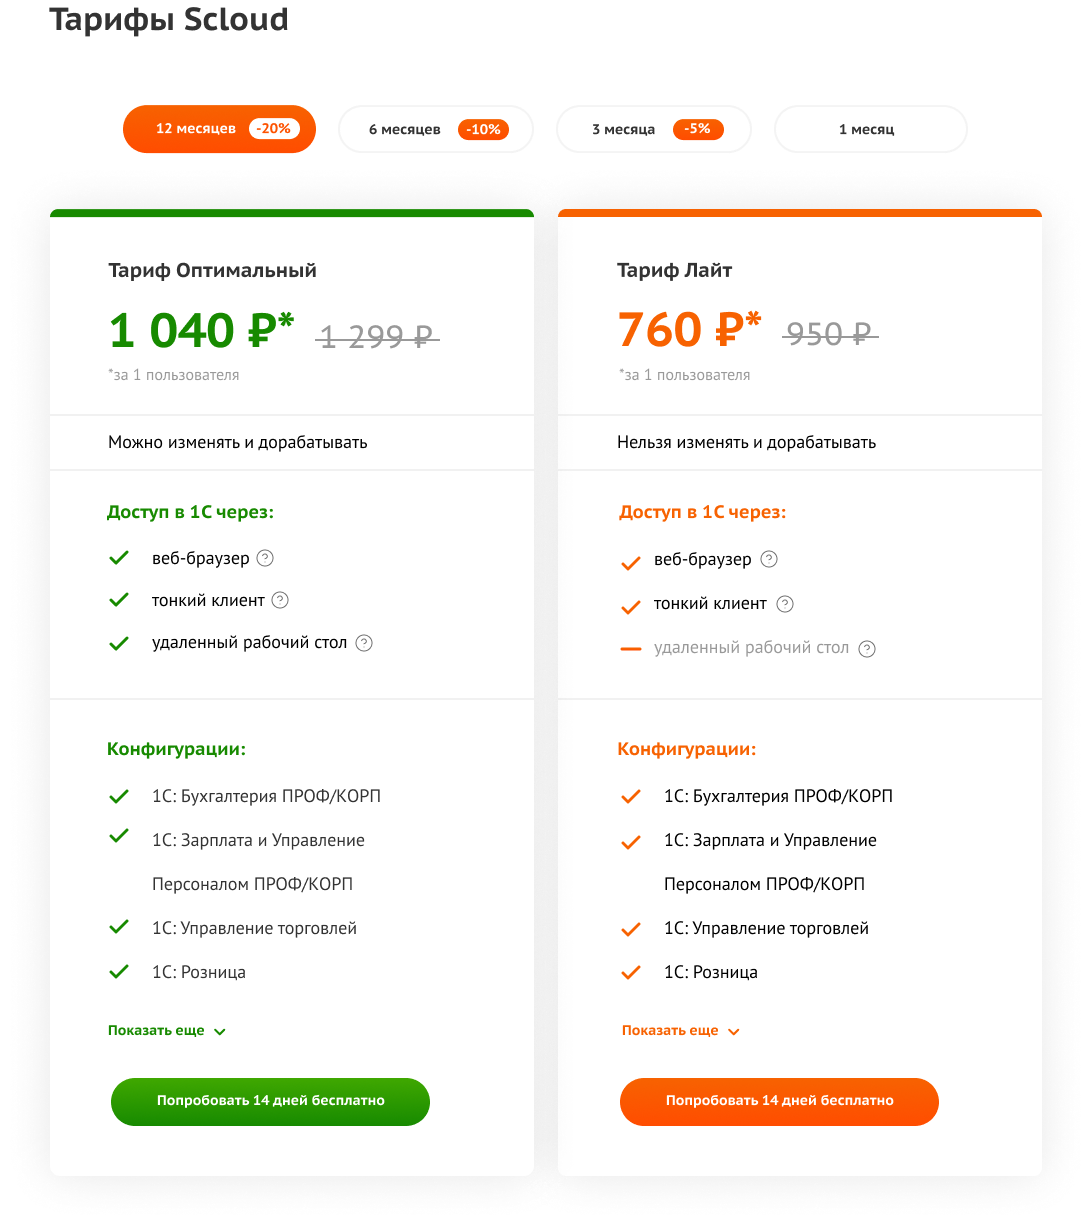 Тарифы Scloud
12 месяцев -20%
6 месяцев -10%
3 месяца -5%
1 месяц
Тариф Оптимальный
1 040 ₽* 1 299 ₽
*за 1 пользователя
Можно изменять и дорабатывать
Доступ в 1С через:
веб-браузер ?
тонкий клиент ?
удаленный рабочий стол ?
Конфигурации:
1С: Бухгалтерия ПРОФ/КОРП
1С: Зарплата и Управление
Персоналом ПРОФ/КОРП
1С: Управление торговлей
1С: Розница
Показать еще
Попробовать 14 дней бесплатно
Тариф Лайт
760 ₽* 950 ₽
*за 1 пользователя
Нельзя изменять и дорабатывать
Доступ в 1С через:
веб-браузер ?
тонкий клиент ?
удаленный рабочий стол ?
Конфигурации:
1С: Бухгалтерия ПРОФ/КОРП
1С: Зарплата и Управление
Персоналом ПРОФ/КОРП
1С: Управление торговлей
1С: Розница
Показать еще
Попробовать 14 дней бесплатно